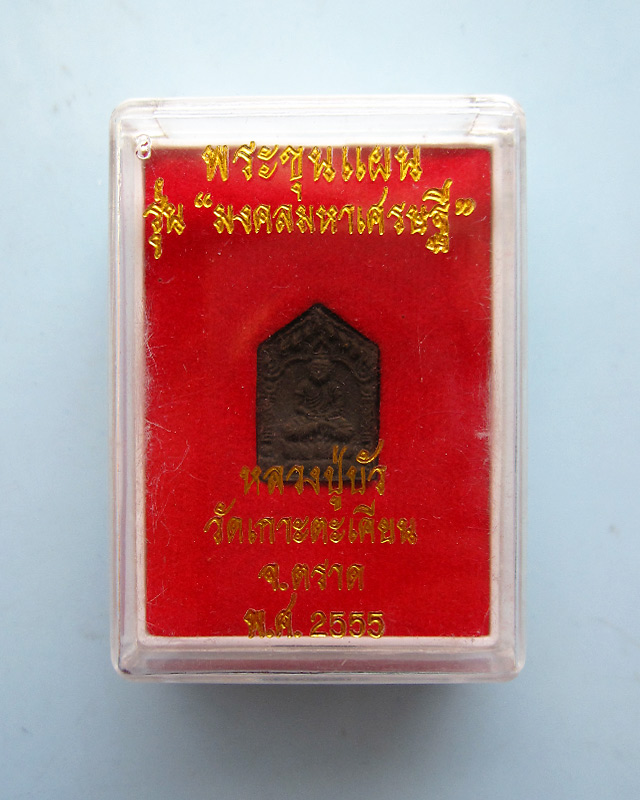 พระขุนแผน
รุ่น “มงคลมหาเศรษฐี”
หลวงปู่บัว
วัดเกาะตะเคียน
จ.ตราด
พ.ศ. 2555